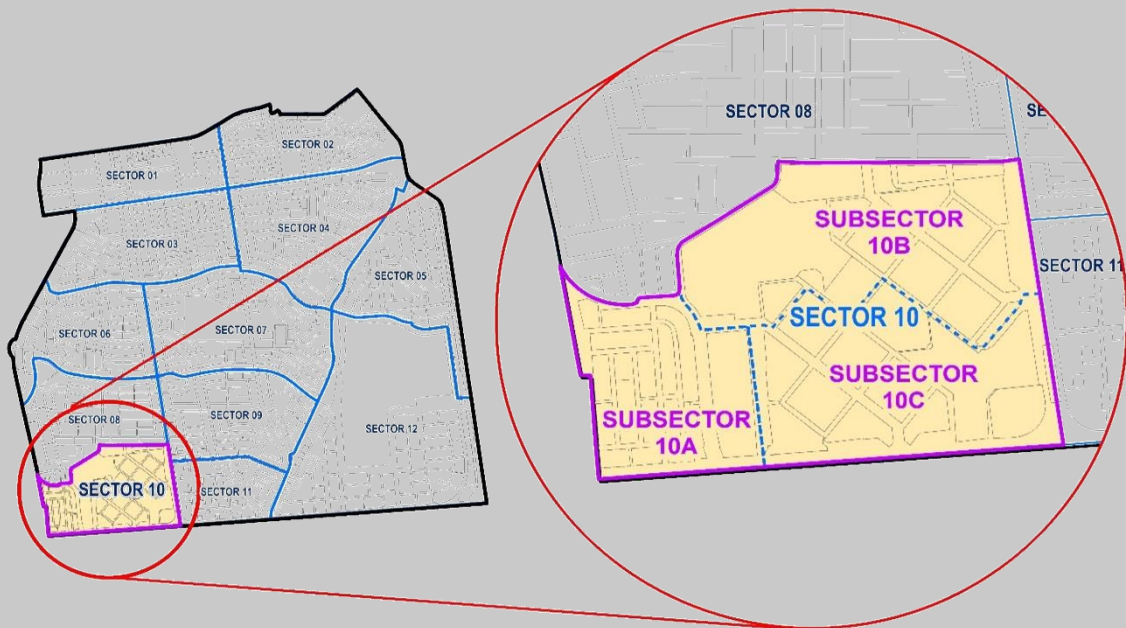 SECTOR 01
SECTOR 02
SECTOR 03
SECTOR 04
SECTOR 05
SECTOR 06
SECTOR 07
SECTOR 08
SECTOR 09
SECTOR 12
SECTOR 10
SECTOR 11
SECTOR 08
SE
SUBSECTOR
10B
SECTOR 11
SECTOR 10
SUBSECTOR
10C
SUBSECTOR
10A